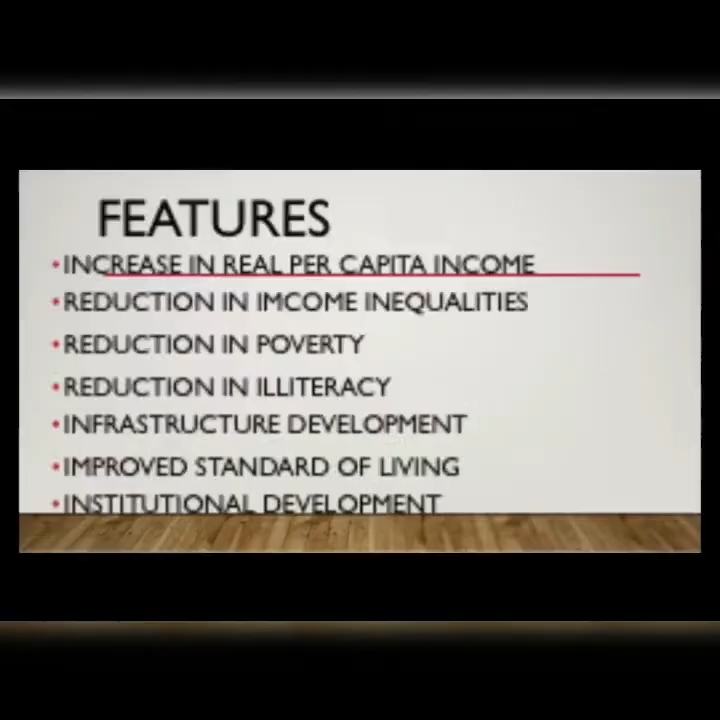 FEATURES
•INCREASE IN REAL PER CAPITA INCOME
•REDUCTION IN IMCOME INEQUALITIES
•REDUCTION IN POVERTY
•REDUCTION IN ILLITERACY
•INFRASTRUCTURE DEVELOPMENT
•IMPROVED STANDARD OF LIVING
•INSTITUTIONAL DEVELOPMENT